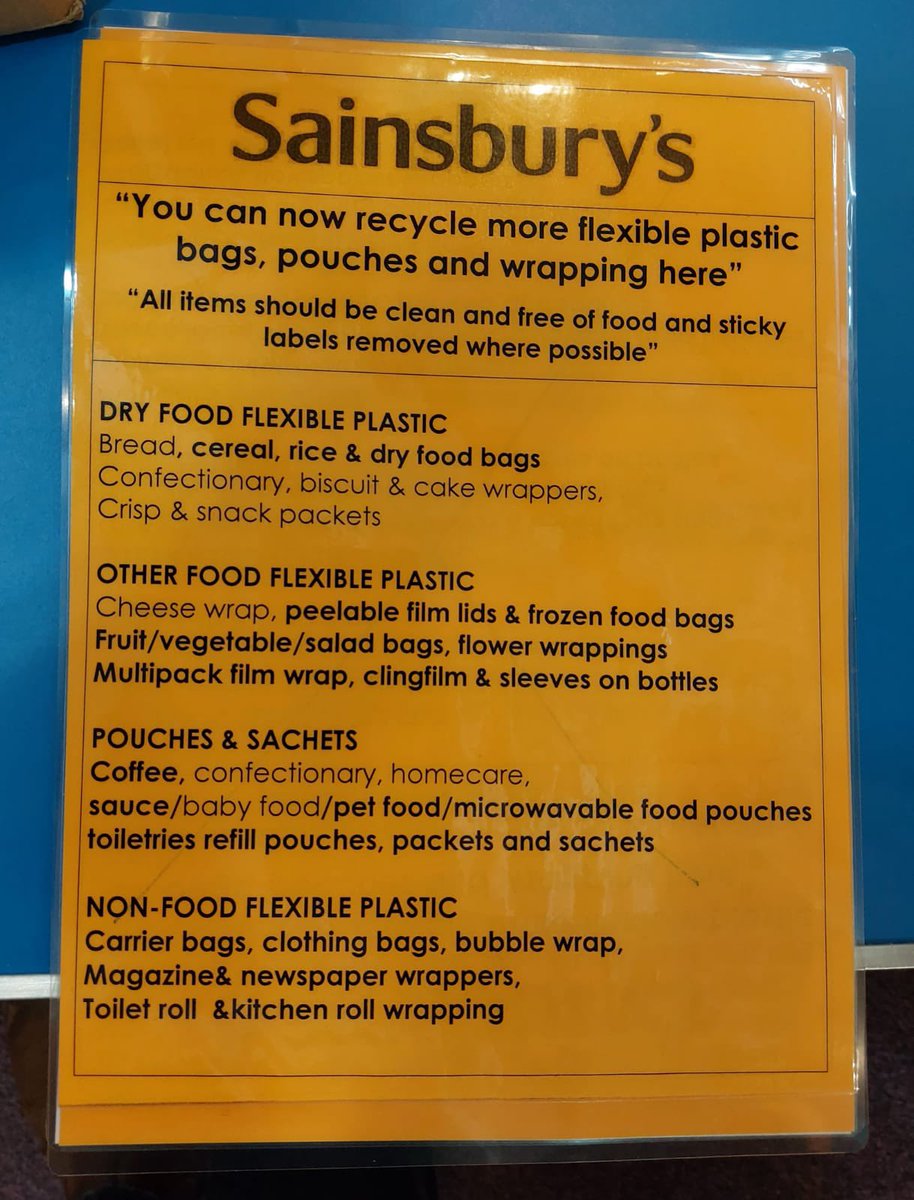 Sainsbury's
“You can now recycle more flexible plastic
bags, pouches and wrapping here”
“All items should be clean and free of food and sticky
labels removed where possible”
DRY FOOD FLEXIBLE PLASTIC
Bread, cereal, rice & dry food bags
Confectionary, biscuit & cake wrappers,
Crisp & snack packets
OTHER FOOD FLEXIBLE PLASTIC
Cheese wrap, peelable film lids & frozen food bags
Fruit/vegetable/salad bags, flower wrappings
Multipack film wrap, clingfilm & sleeves on bottles
POUCHES & SACHETS
Coffee, confectionary, homecare,
sauce/baby food/pet food/microwavable food pouches
toiletries refill pouches, packets and sachets
NON-FOOD FLEXIBLE PLASTIC
Carrier bags, clothing bags, bubble wrap,
Magazine& newspaper wrappers,
Toilet roll  &kitchen roll wrapping